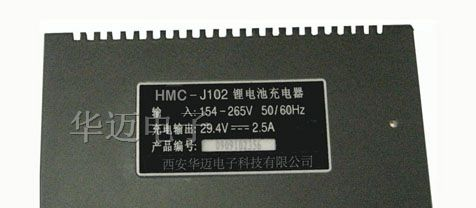 HMC-J102 锂电池充电器
输 入:154-265V 50/60Hz
充电输出:29.4V⎓2.5A
产品编号:
西安华迈电子科技有限公司
华迈电子